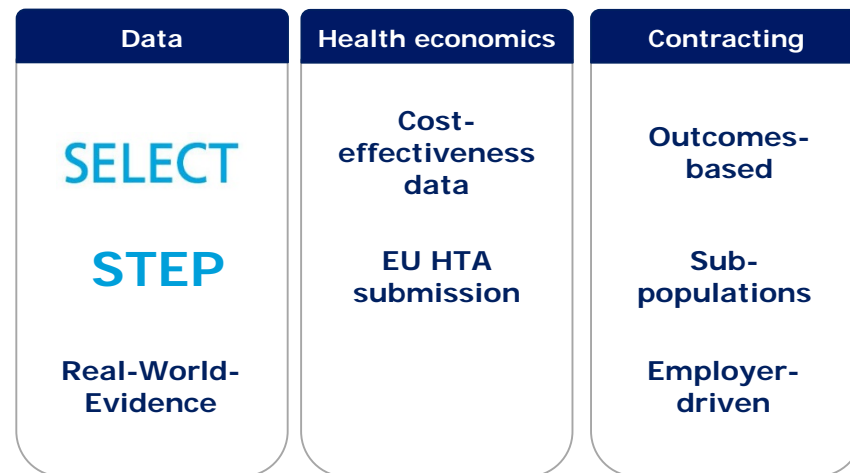 Data
SELECT
STEP
Real-World-
Evidence
Health economics
Cost-
effectiveness
data
EU HTA
submission
Contracting
Outcomes-
based
Sub-
populations
Employer-
driven